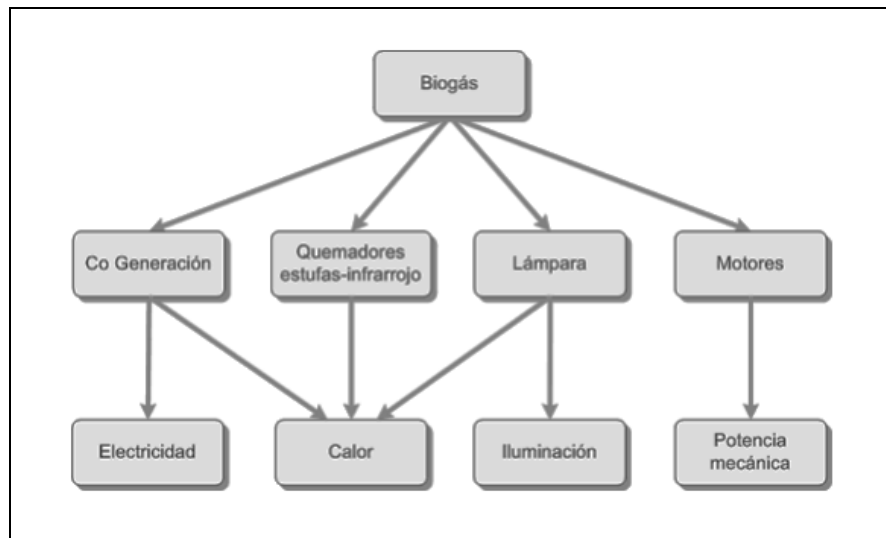 Biogás
Co Generación
Quemadores
estufas-infrarrojo
Lámpara
Motores
Electricidad
Calor
Iluminación
Potencia
mecánica